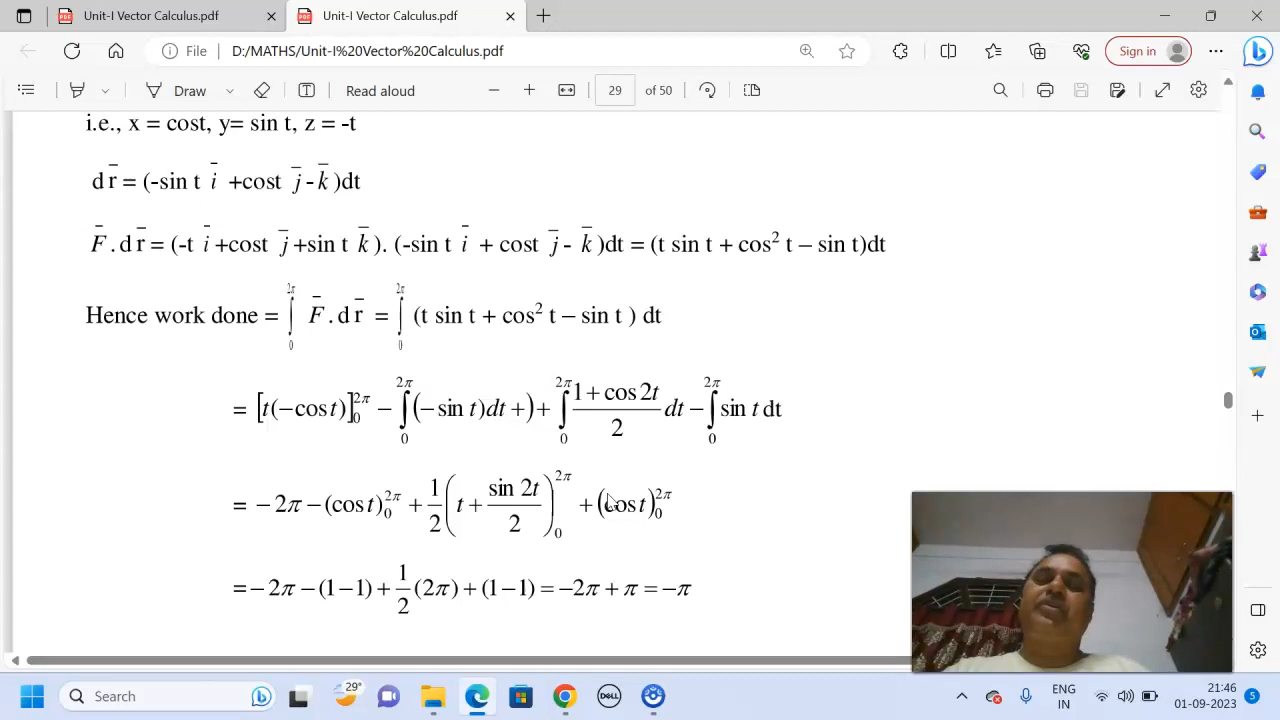 Unit-I Vector Calculus.pdf
Unit-I Vector Calculus.pdf
File D:/MATHS/Unit-I%20Vector%20Calculus.pdf
Sign in
Draw Read aloud 29 of 50
i.e., x = cost, y= sin t, z = -t
d r̄ = (-sin t ī +cost j̄ - k̄ )dt
F̄ . d r̄ = (-t ī +cost j̄ +sin t k̄ ). (-sin t ī + cost j̄ - k̄ )dt = (t sin t + cos² t – sin t)dt
Hence work done = ∫₀^{2π} F̄ . d r̄ = ∫₀^{2π} (t sin t + cos² t – sin t ) dt
= [t(−cos t)]₀^{2π} − ∫₀^{2π} (−sin t)dt +) + ∫₀^{2π} (1 + cos 2t)/2 dt − ∫₀^{2π} sin t dt
= −2π − (cos t)₀^{2π} + 1/2 (t + sin 2t/2)₀^{2π} + (cos t)₀^{2π}
= −2π − (1−1) + 1/2 (2π) + (1−1) = −2π + π = −π
Search
29°
DELL
ENG
IN
21:46
01-09-2023
5